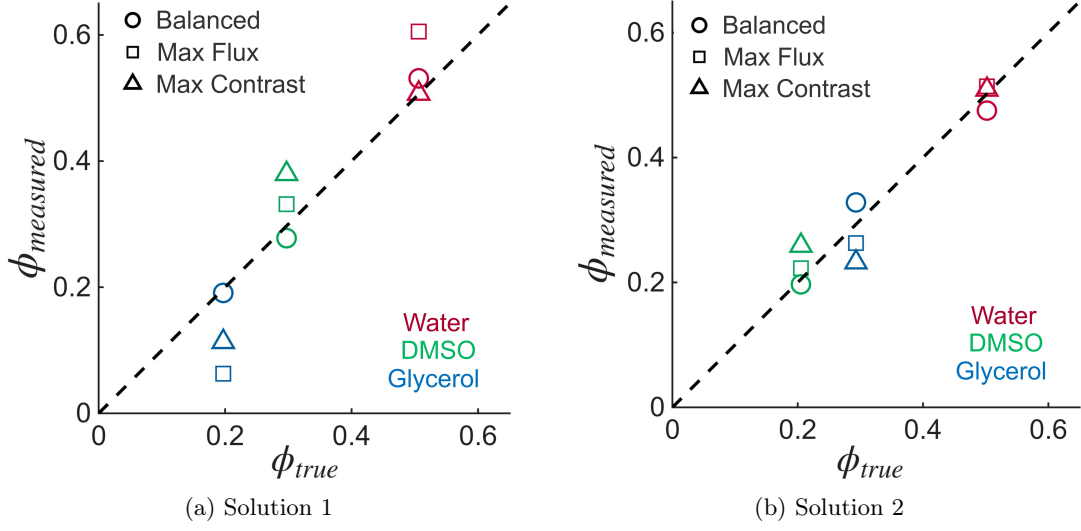 Balanced
Max Flux
Max Contrast
ϕmeasured
0.6
0.4
0.2
0
0
0.2
0.4
0.6
ϕtrue
Water
DMSO
Glycerol
(a) Solution 1
Balanced
Max Flux
Max Contrast
ϕmeasured
0.6
0.4
0.2
0
0
0.2
0.4
0.6
ϕtrue
Water
DMSO
Glycerol
(b) Solution 2